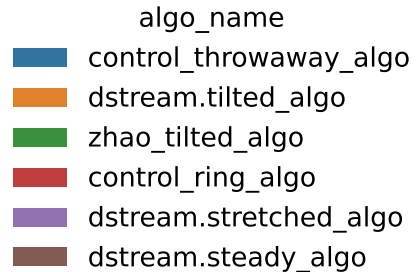 algo_name
control_throwaway_algo
dstream.tilted_algo
zhao_tilted_algo
control_ring_algo
dstream.stretched_algo
dstream.steady_algo